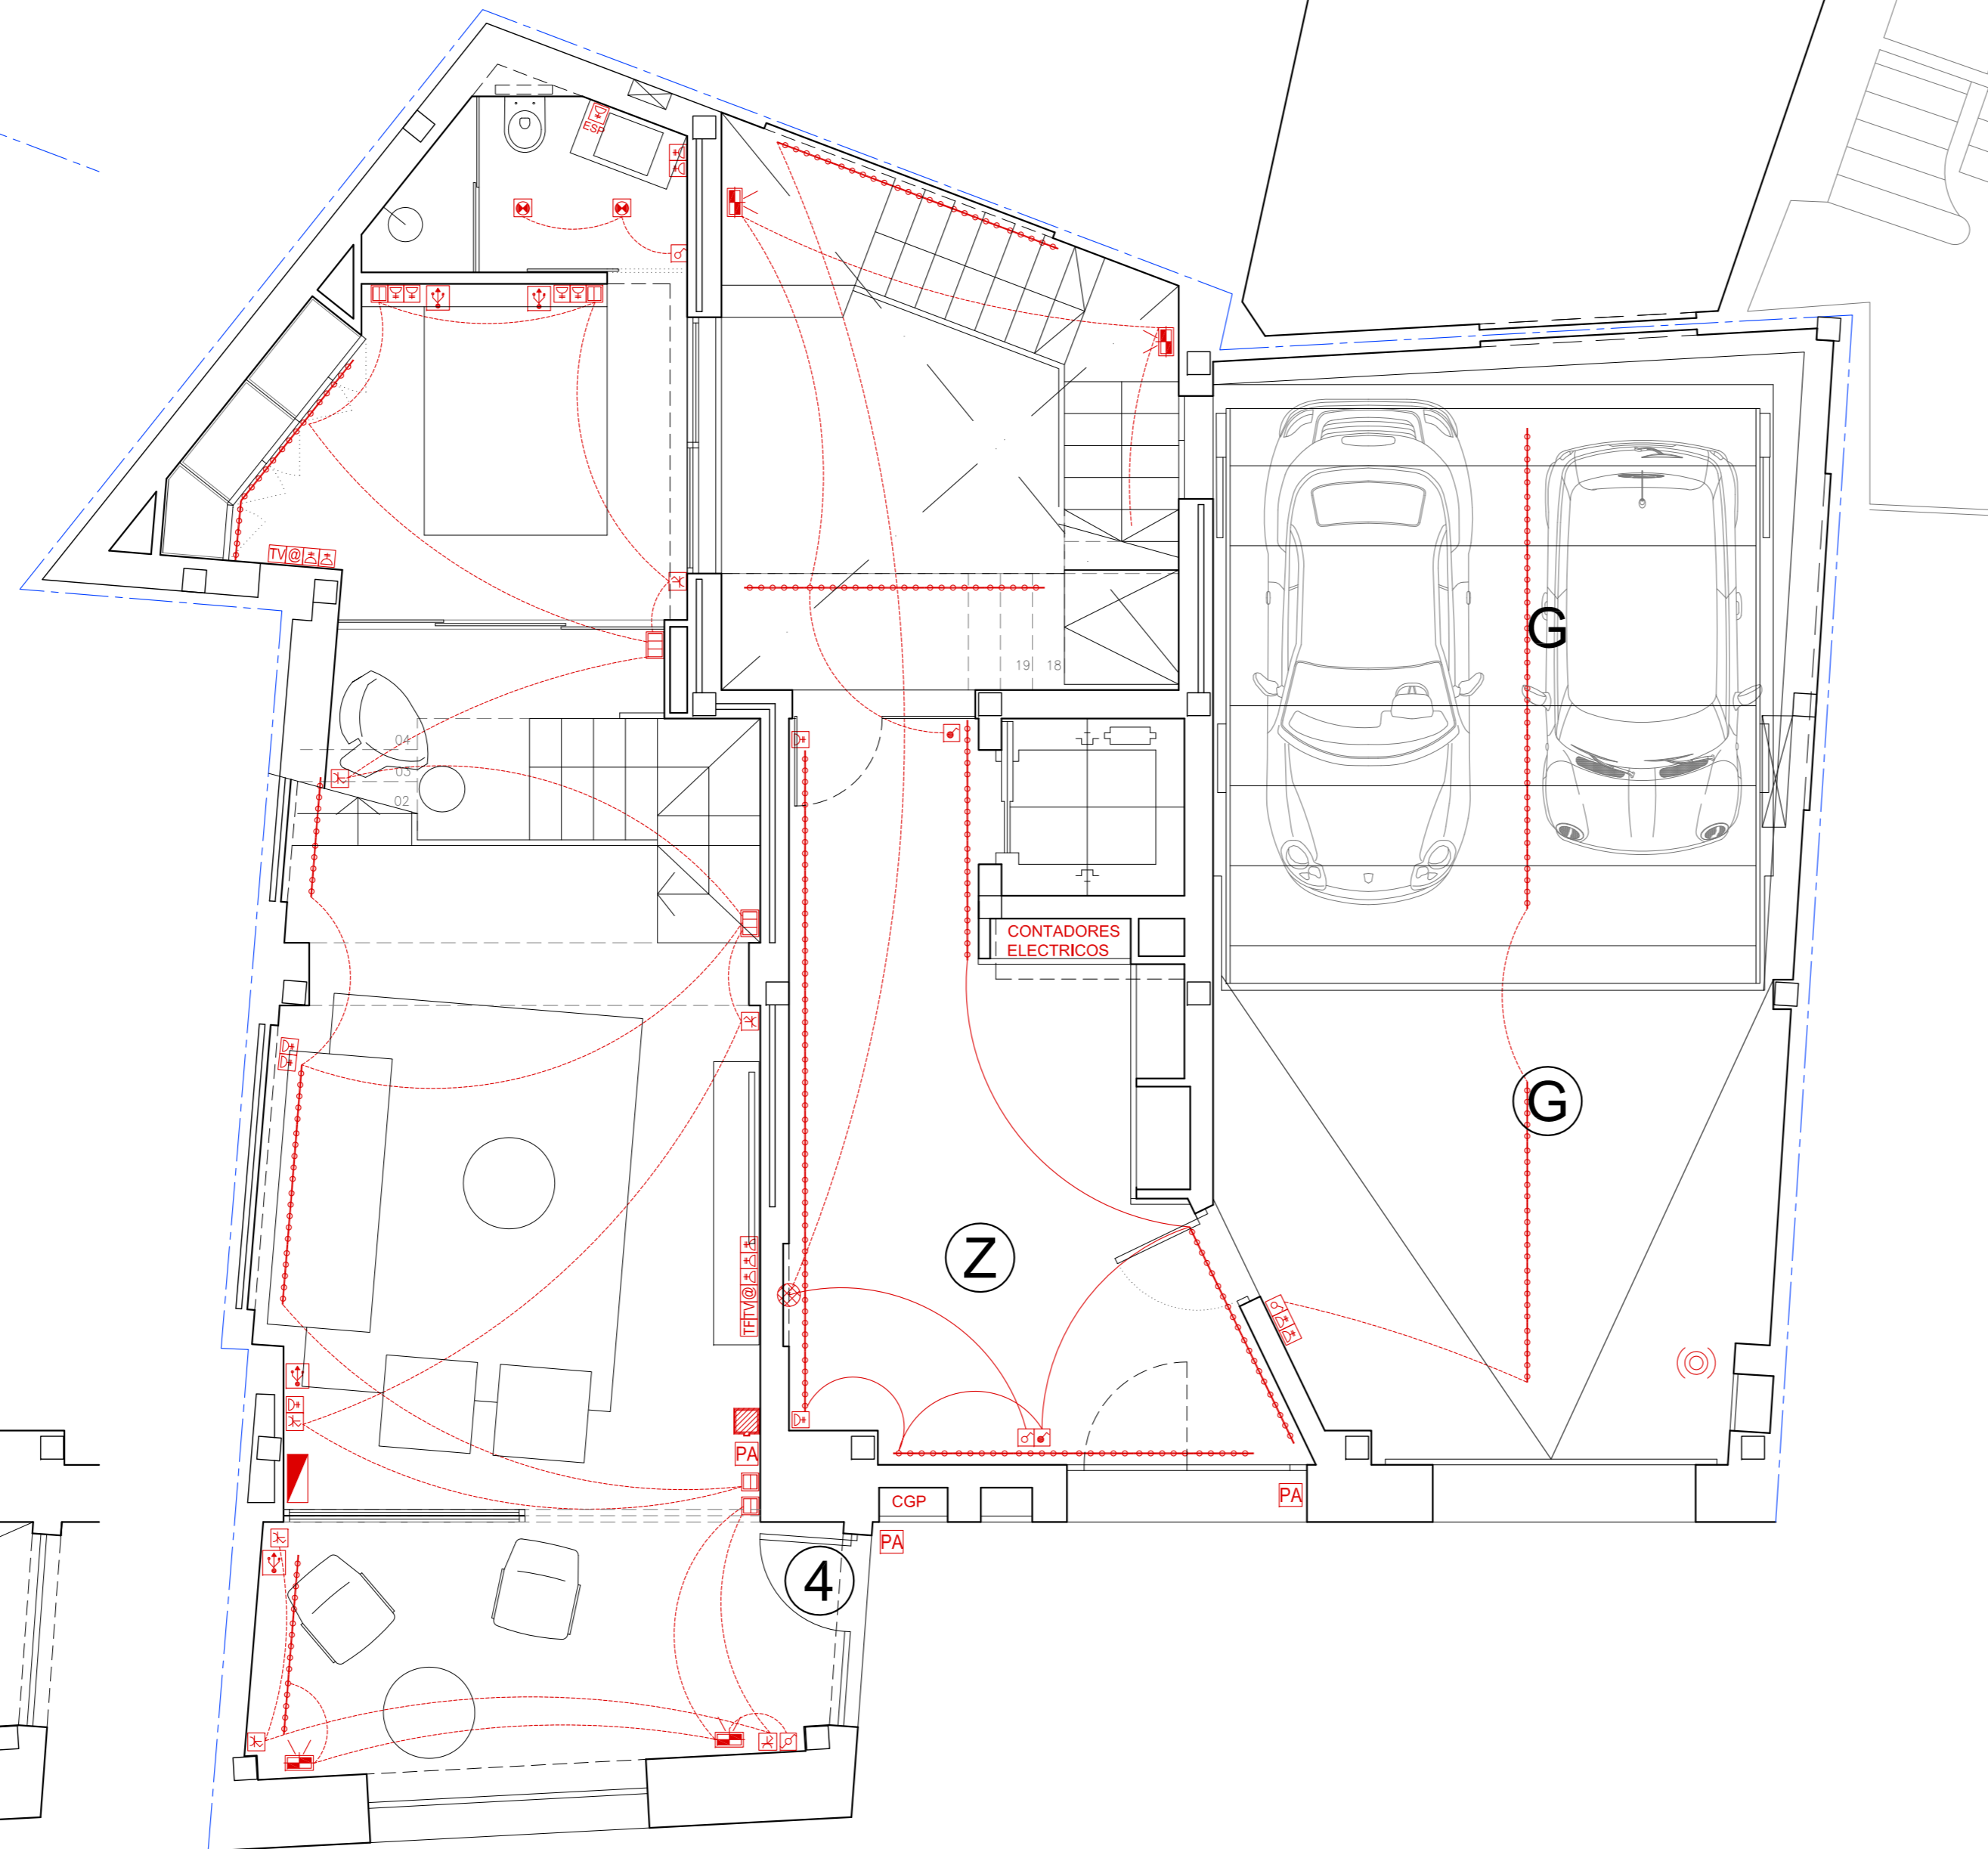 ESP
TV@
19 18
04
03
02
G
CONTADORES
ELECTRICOS
G
Z
TFTV@
PA
PA
CGP
PA
4